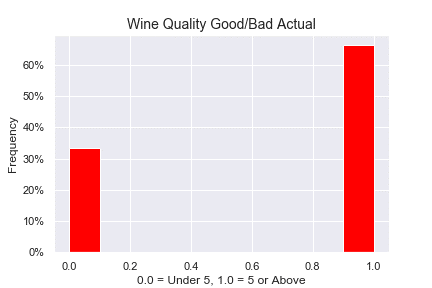 Wine Quality Good/Bad Actual
60%
50%
40%
30%
20%
10%
0%
Frequency
0.0 0.2 0.4 0.6 0.8 1.0
0.0 = Under 5, 1.0 = 5 or Above